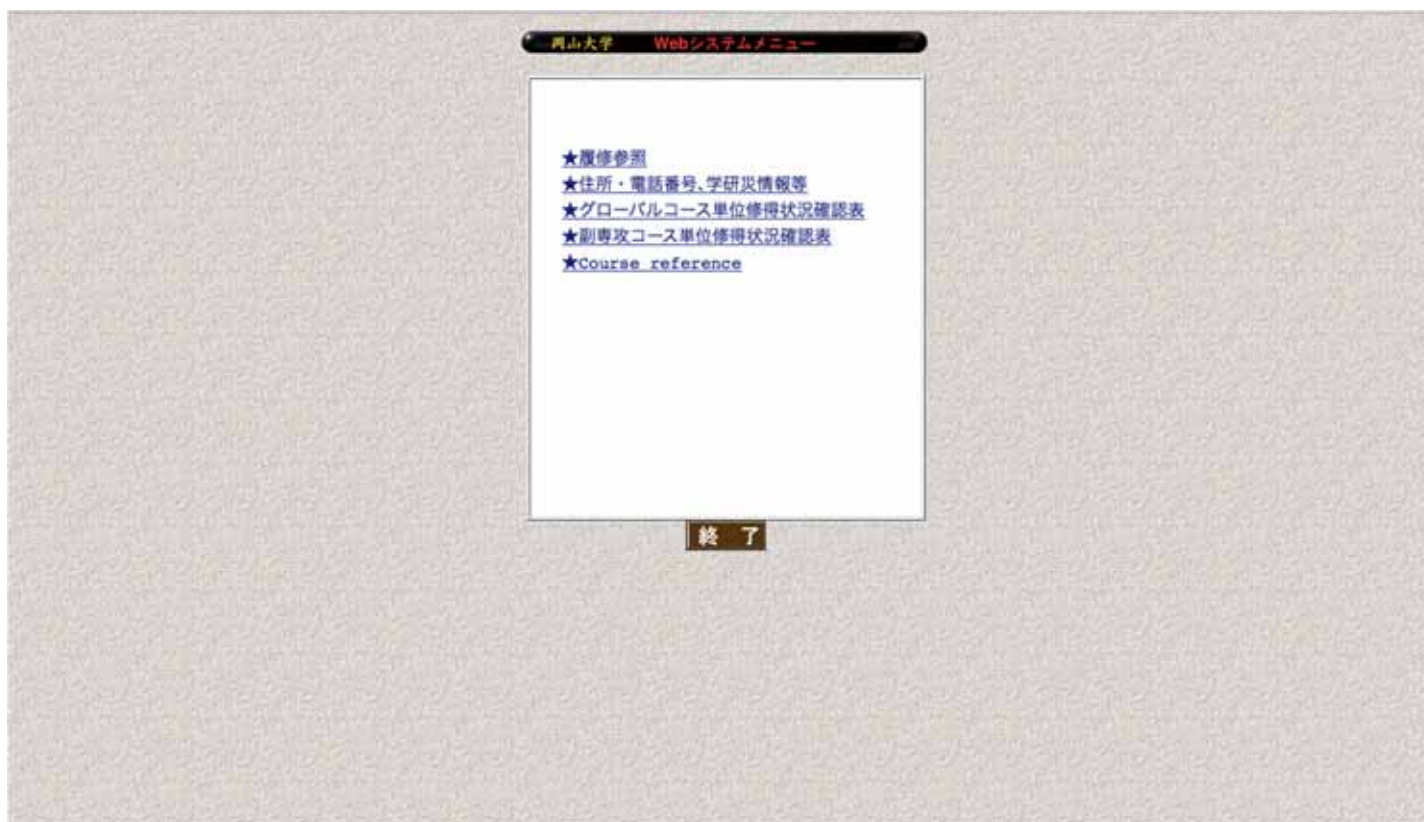 岡山大学 Webシステムメニュー
★履修参照
★住所・電話番号、学研災情報等
★グローバルコース単位修得状況確認表
★副専攻コース単位修得状況確認表
★Course reference
終 了